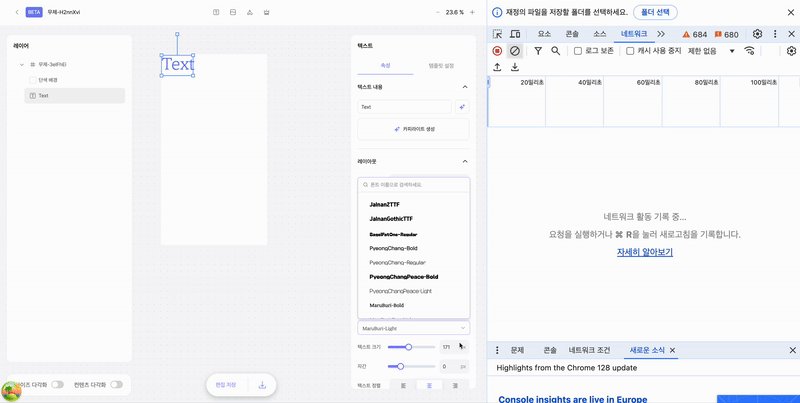 BETA 무제-H2nnXvi
23.6 %
레이어
무제-3eIFhEi
단색 배경
Text
Text
텍스트
속성
템플릿 설정
텍스트 내용
Text
카피라이트 생성
레이아웃
폰트 이름으로 검색하세요.
Jalnan2TTF
JalnanGothicTTF
BagelFatOne-Regular
PyeongChang-Bold
PyeongChang-Regular
PyeongChangPeace-Bold
PyeongChangPeace-Light
MaruBuri-Bold
MaruBuri-Light
텍스트 크기
171
px
자간
0
px
텍스트 정렬
다각화
컨텐츠 다각화
편집 저장
재정의 파일을 저장할 폴더를 선택하세요.
폴더 선택
요소
콘솔
소스
네트워크
684
680
로그 보존
캐시 사용 중지
제한 없음
20밀리초
40밀리초
60밀리초
80밀리초
100밀리초
네트워크 활동 기록 중...
요청을 실행하거나 ⌘ R을 눌러 새로고침을 기록합니다.
자세히 알아보기
문제
콘솔
네트워크 조건
새로운 소식
Highlights from the Chrome 128 update
Console insights are live in Europe